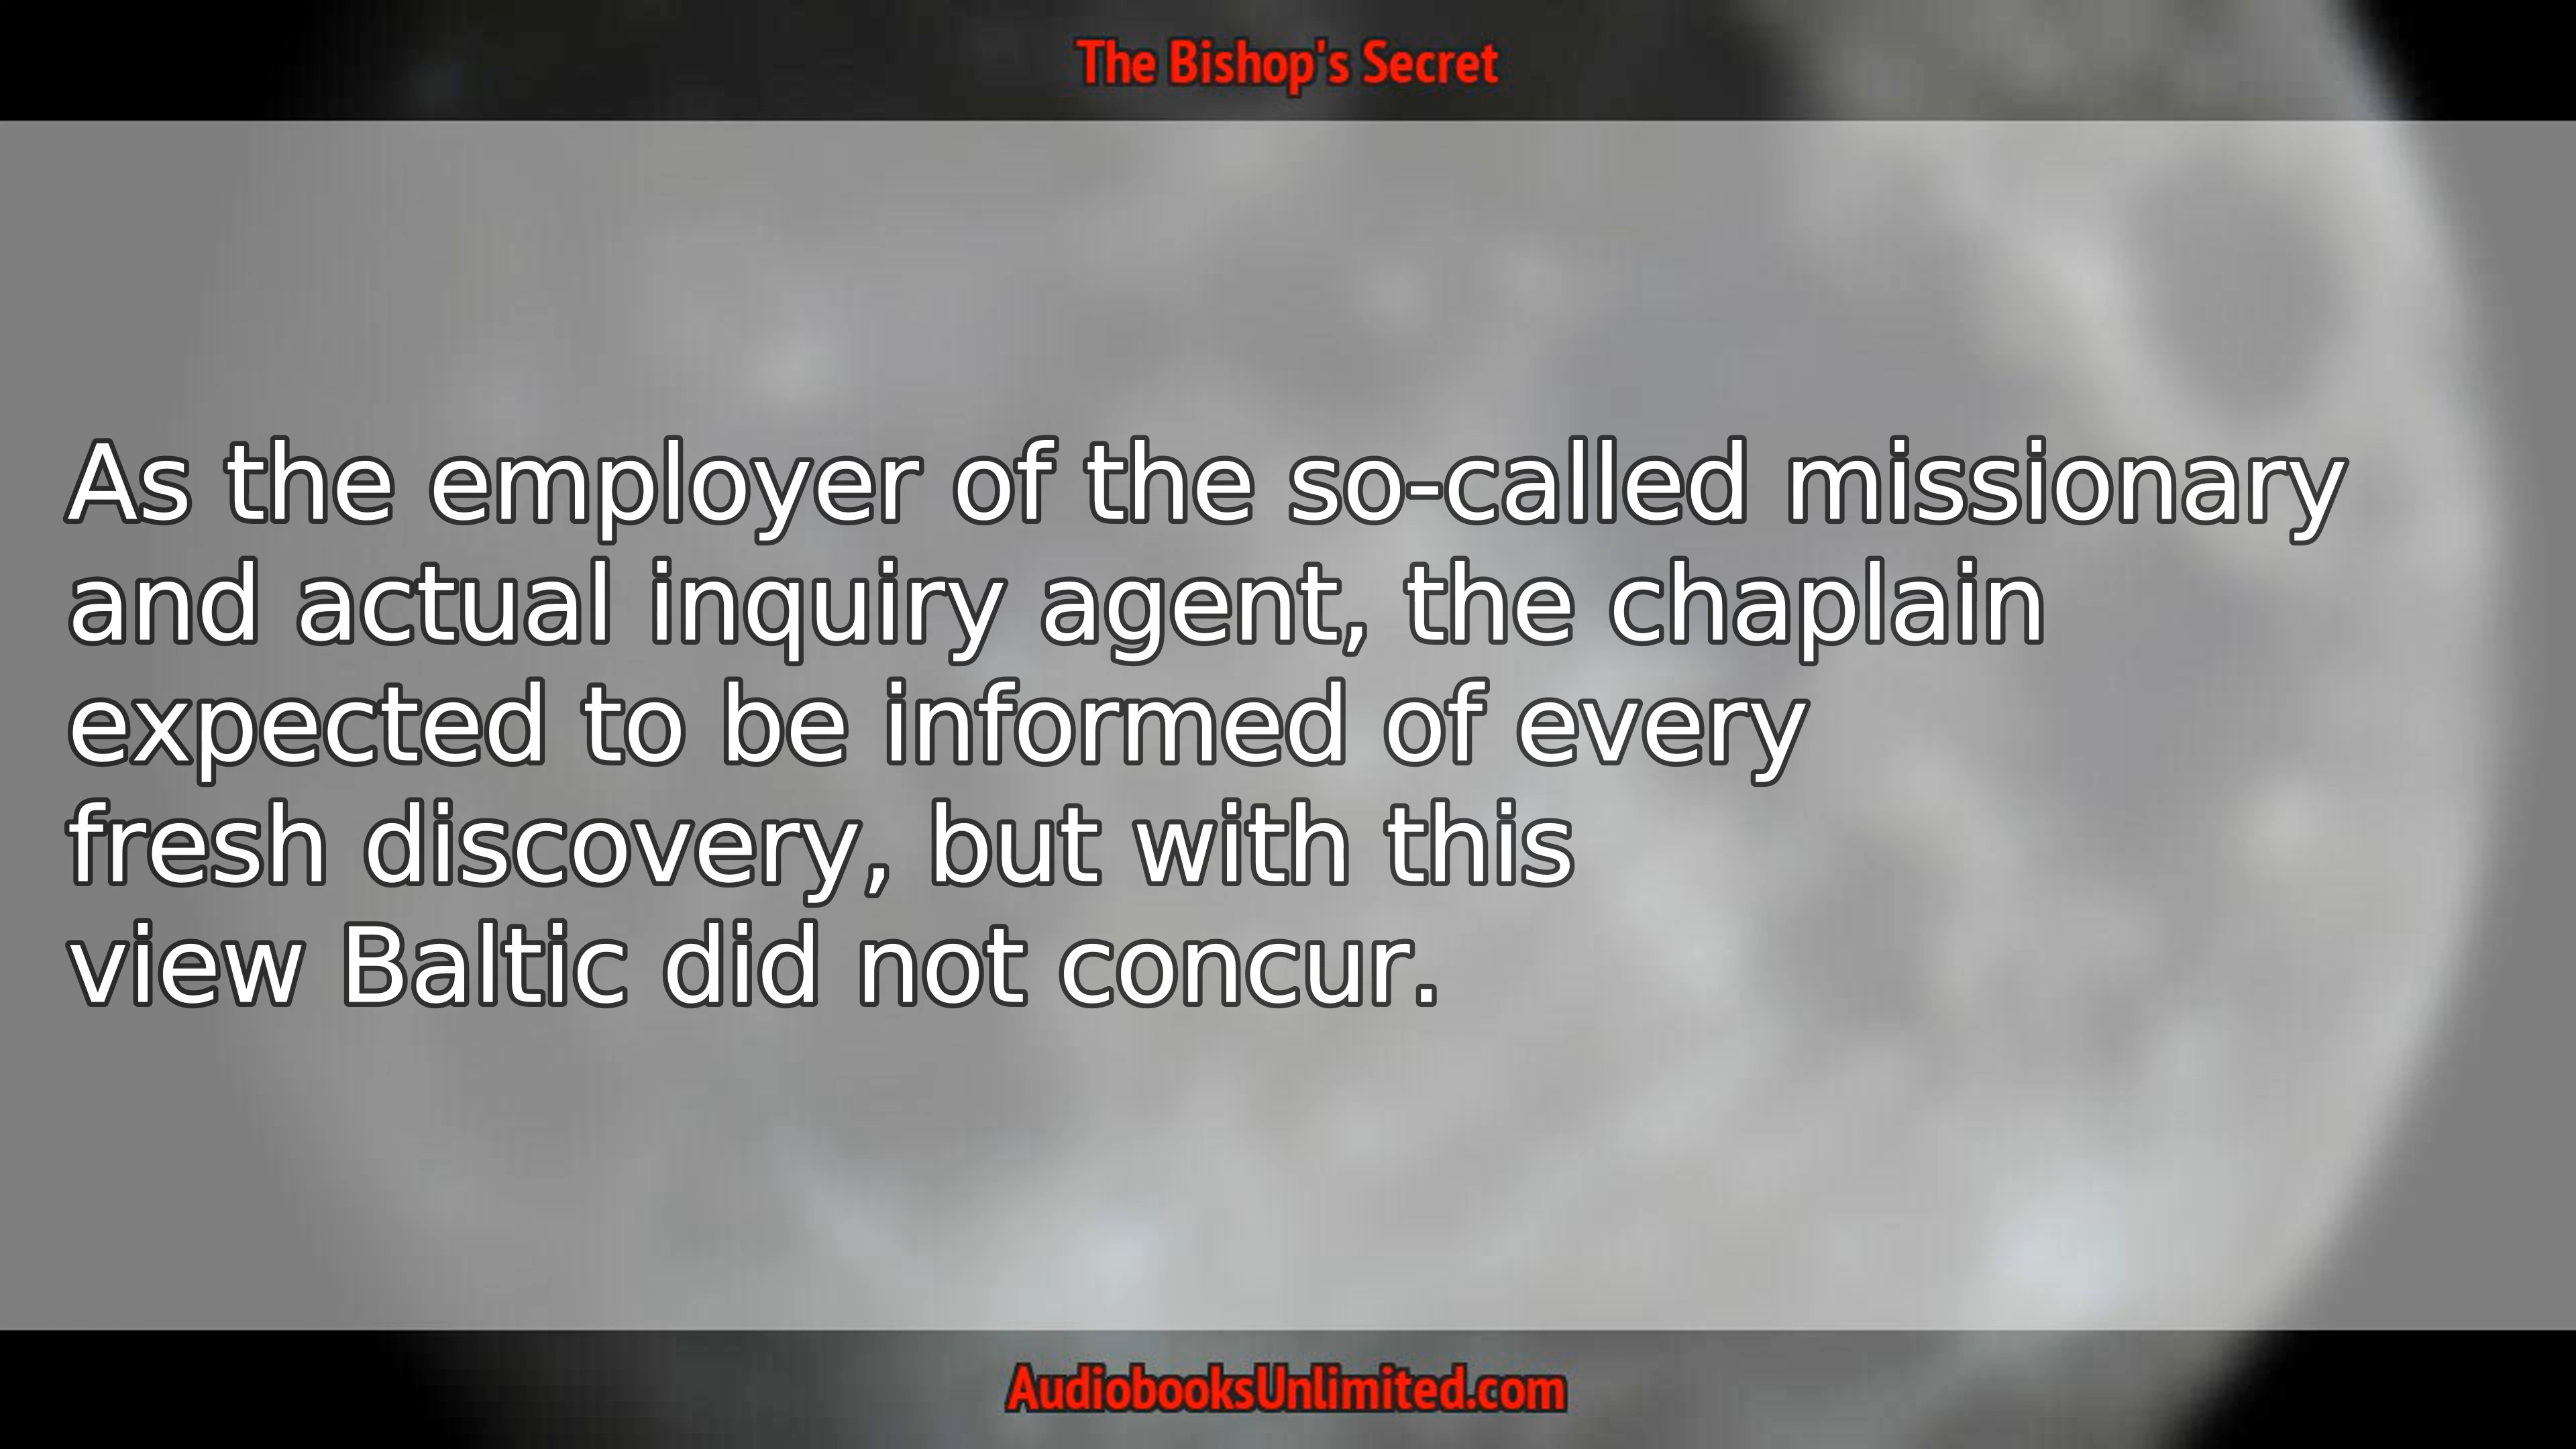 The Bishop's Secret
As the employer of the so-called missionary
and actual inquiry agent, the chaplain
expected to be informed of every
fresh discovery, but with this
view Baltic did not concur.
AudiobooksUnlimited.com